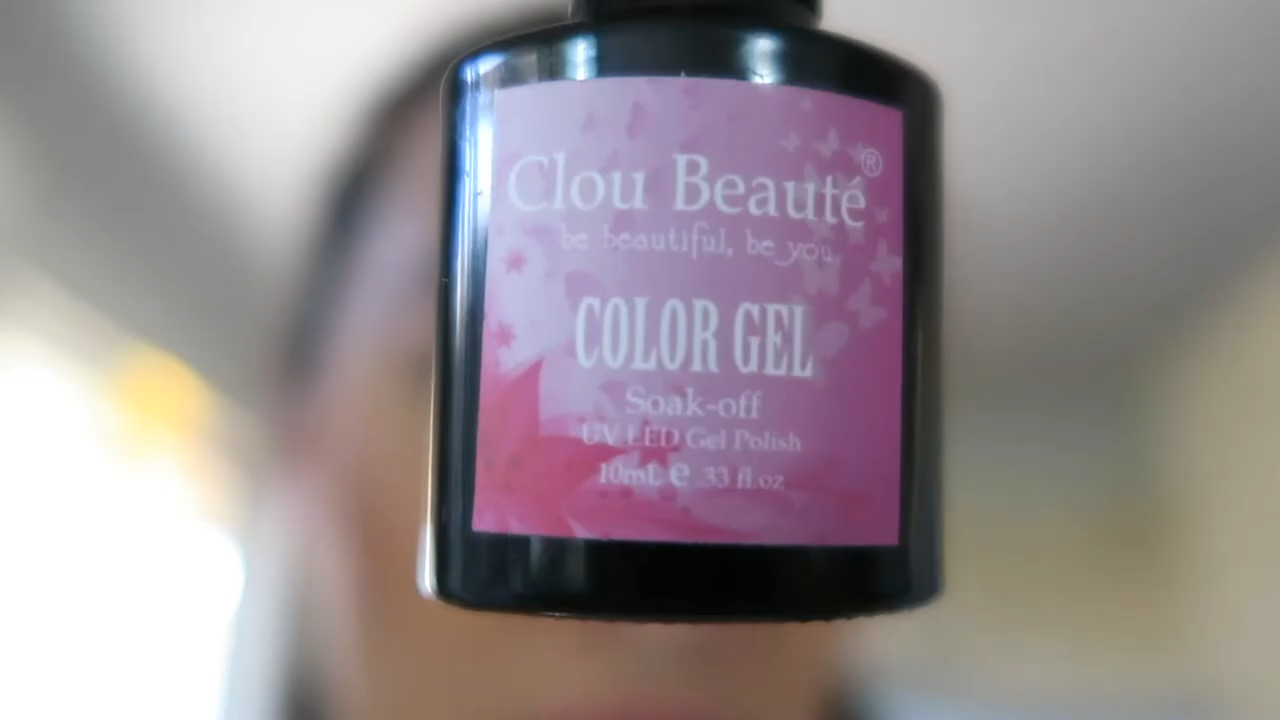 Clou Beauté®
be beautiful, be you
COLOR GEL
Soak-off
UV LED Gel Polish
10mL ℮ 33 fl.oz